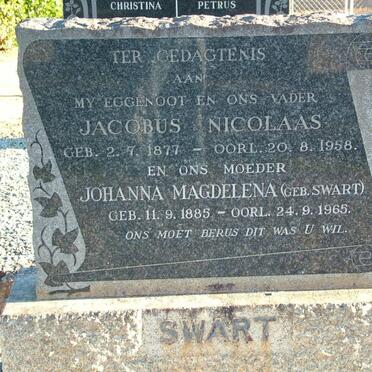 CHRISTINA PETRUS
TER GEDAGTENIS
AAN
MY EGGENOOT EN ONS VADER
JACOBUS NICOLAAS
GEB. 2.7.1877 — OORL. 20.8.1958.
EN ONS MOEDER
JOHANNA MAGDELENA (GEB. SWART)
GEB. 11.9.1885 — OORL. 24.9.1965.
ONS MOET BERUS DIT WAS U WIL.
SWART